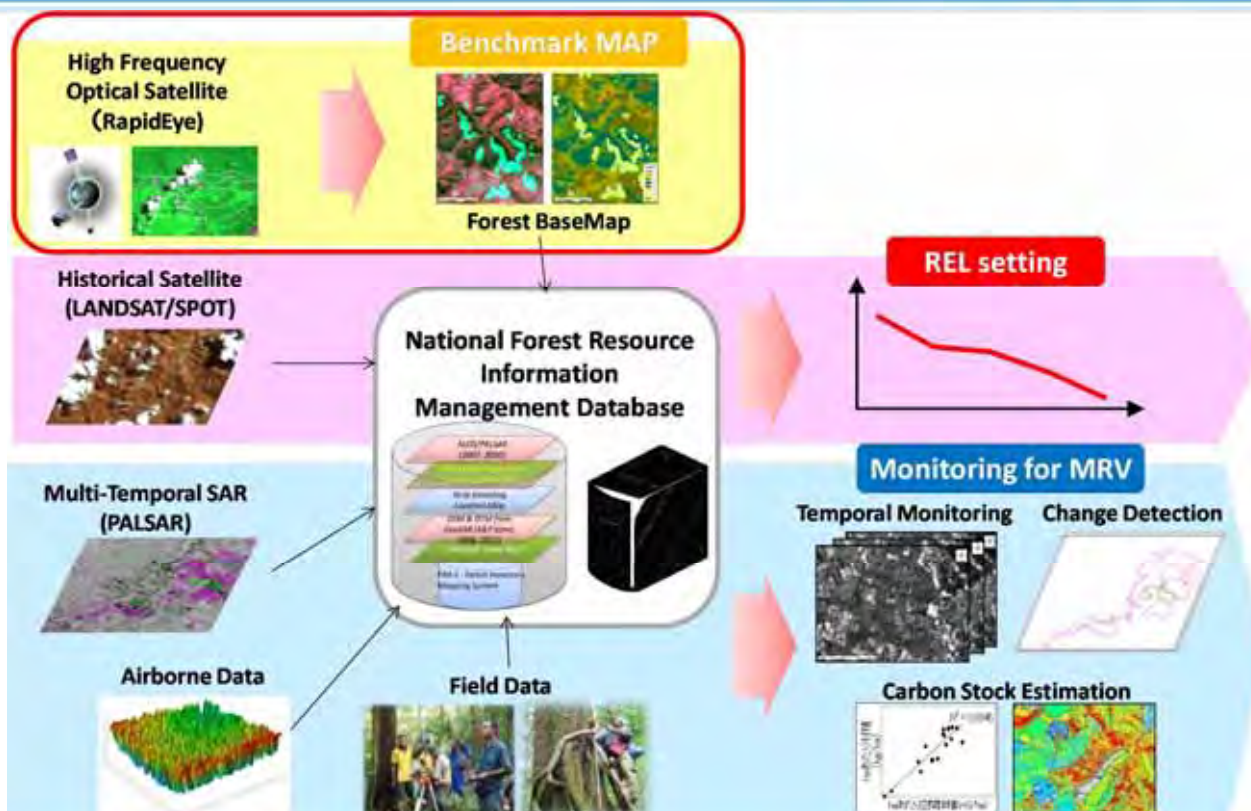 Benchmark MAP
High Frequency
Optical Satellite
(RapidEye)
Forest BaseMap
Historical Satellite
(LANDSAT/SPOT)
REL setting
National Forest Resource
Information
Management Database
ALOS/PALSAR
Multi-Temporal SAR
(PALSAR)
Monitoring for MRV
Temporal Monitoring
Change Detection
Airborne Data
Field Data
Carbon Stock Estimation